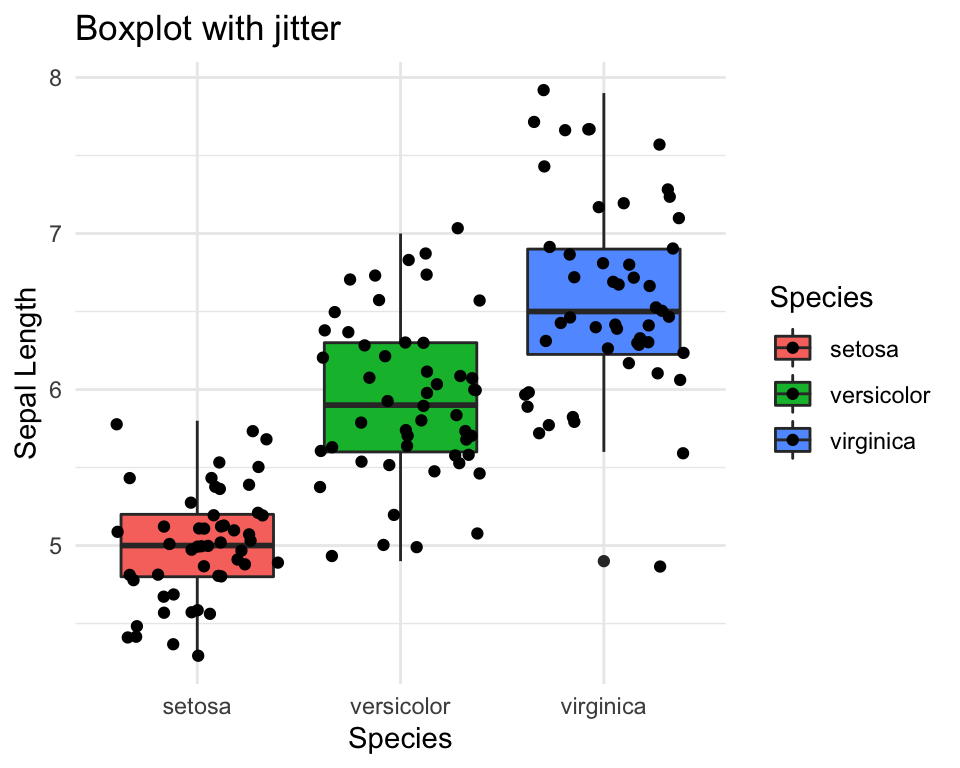 Boxplot with jitter
8
7
6
5
Sepal Length
setosa
versicolor
virginica
Species
Species
setosa
versicolor
virginica